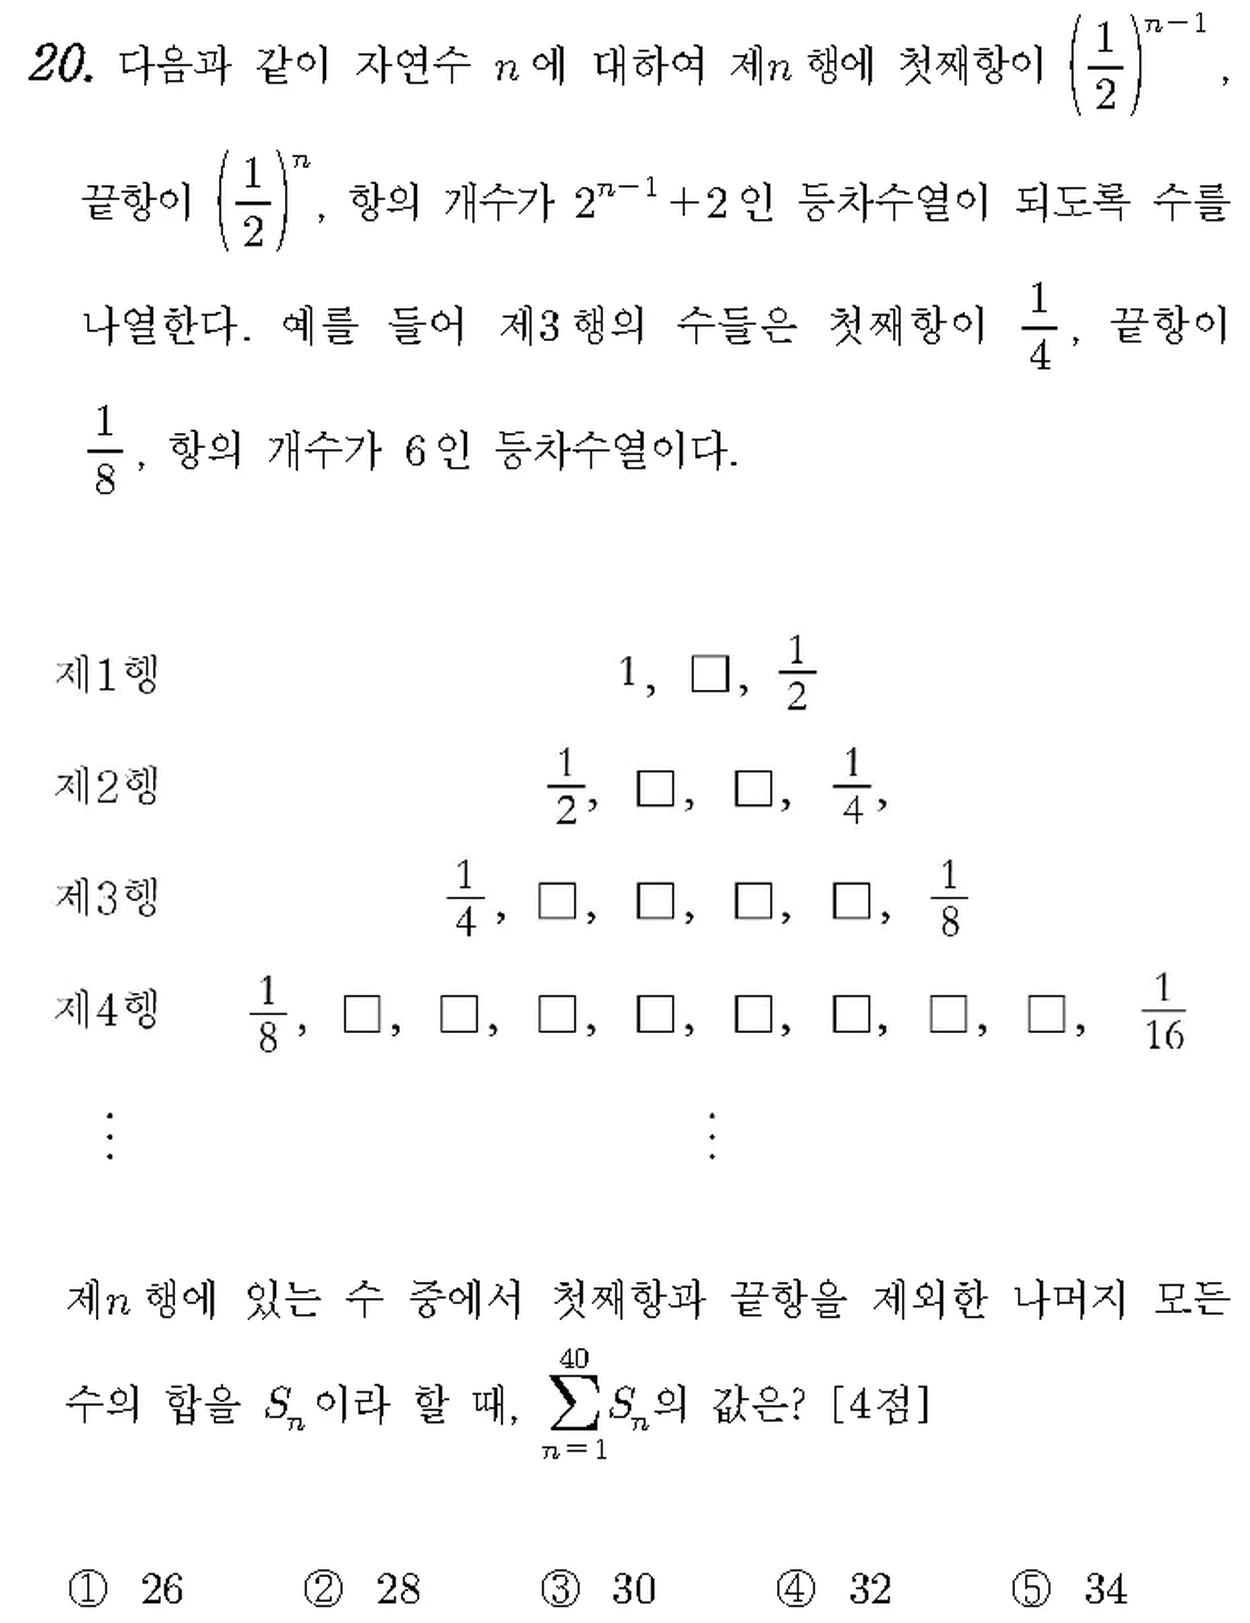 20. 다음과 같이 자연수 n에 대하여 제n행에 첫째항이 (1/2)^{n-1},
끝항이 (1/2)^n, 항의 개수가 2^{n-1}+2인 등차수열이 되도록 수를
나열한다. 예를 들어 제3행의 수들은 첫째항이 1/4, 끝항이
1/8, 항의 개수가 6인 등차수열이다.
제1행 1, □, 1/2
제2행 1/2, □, □, 1/4,
제3행 1/4, □, □, □, □, 1/8
제4행 1/8, □, □, □, □, □, □, □, □, 1/16
⋮ ⋮
제n행에 있는 수 중에서 첫째항과 끝항을 제외한 나머지 모든
수의 합을 S_n이라 할 때, \sum_{n=1}^{40} S_n의 값은? [4점]
① 26 ② 28 ③ 30 ④ 32 ⑤ 34